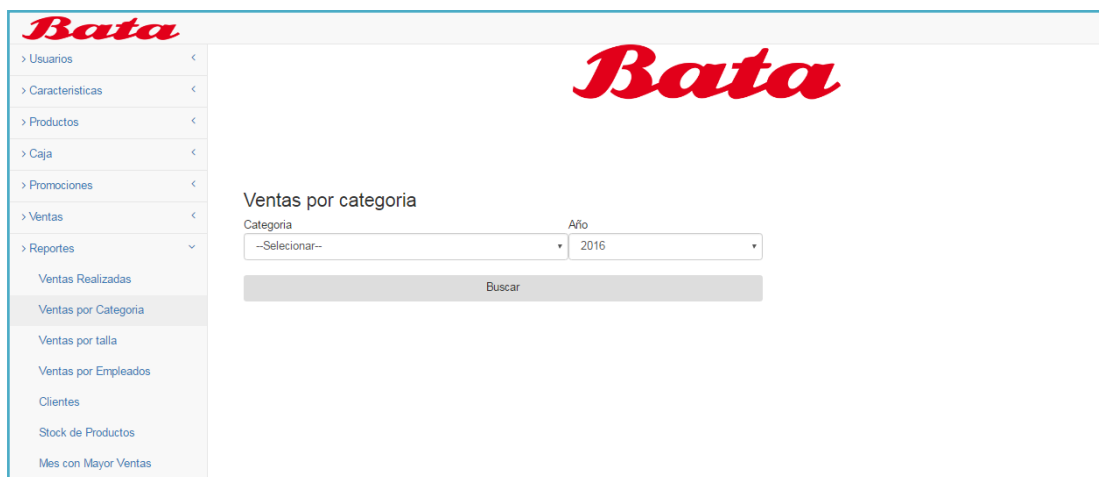 Bata
> Usuarios
> Caracteristicas
> Productos
> Caja
> Promociones
> Ventas
> Reportes
Ventas Realizadas
Ventas por Categoria
Ventas por talla
Ventas por Empleados
Clientes
Stock de Productos
Mes con Mayor Ventas
Bata
Ventas por categoria
Categoria Año
--Selecionar-- 2016
Buscar